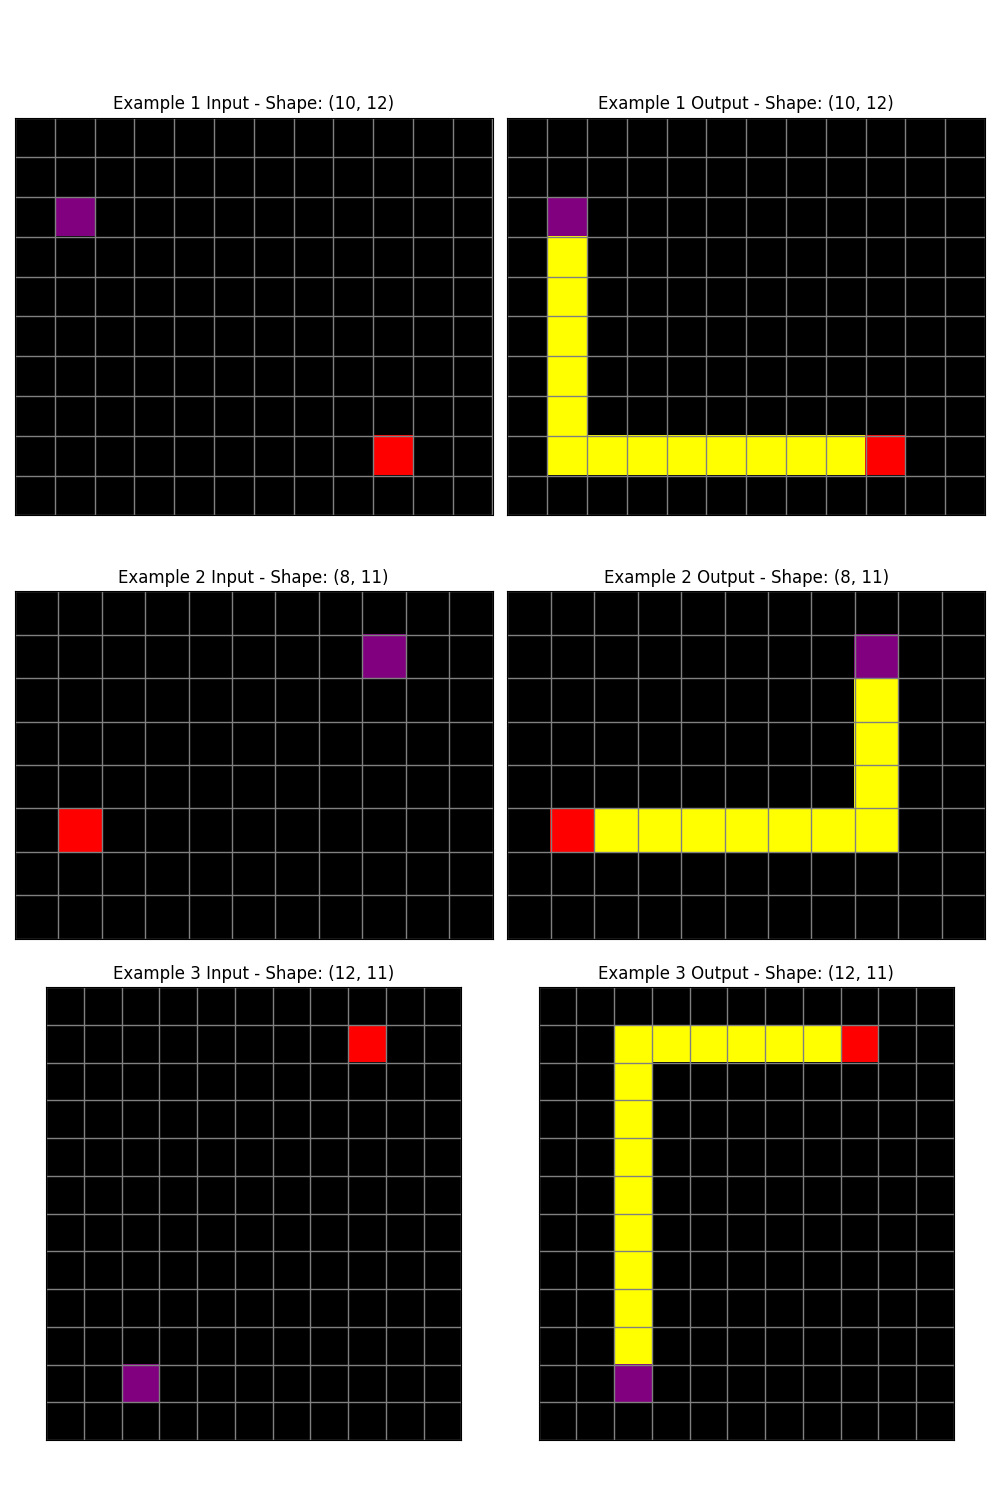 Example 1 Input - Shape: (10, 12)
Example 1 Output - Shape: (10, 12)
Example 2 Input - Shape: (8, 11)
Example 2 Output - Shape: (8, 11)
Example 3 Input - Shape: (12, 11)
Example 3 Output - Shape: (12, 11)